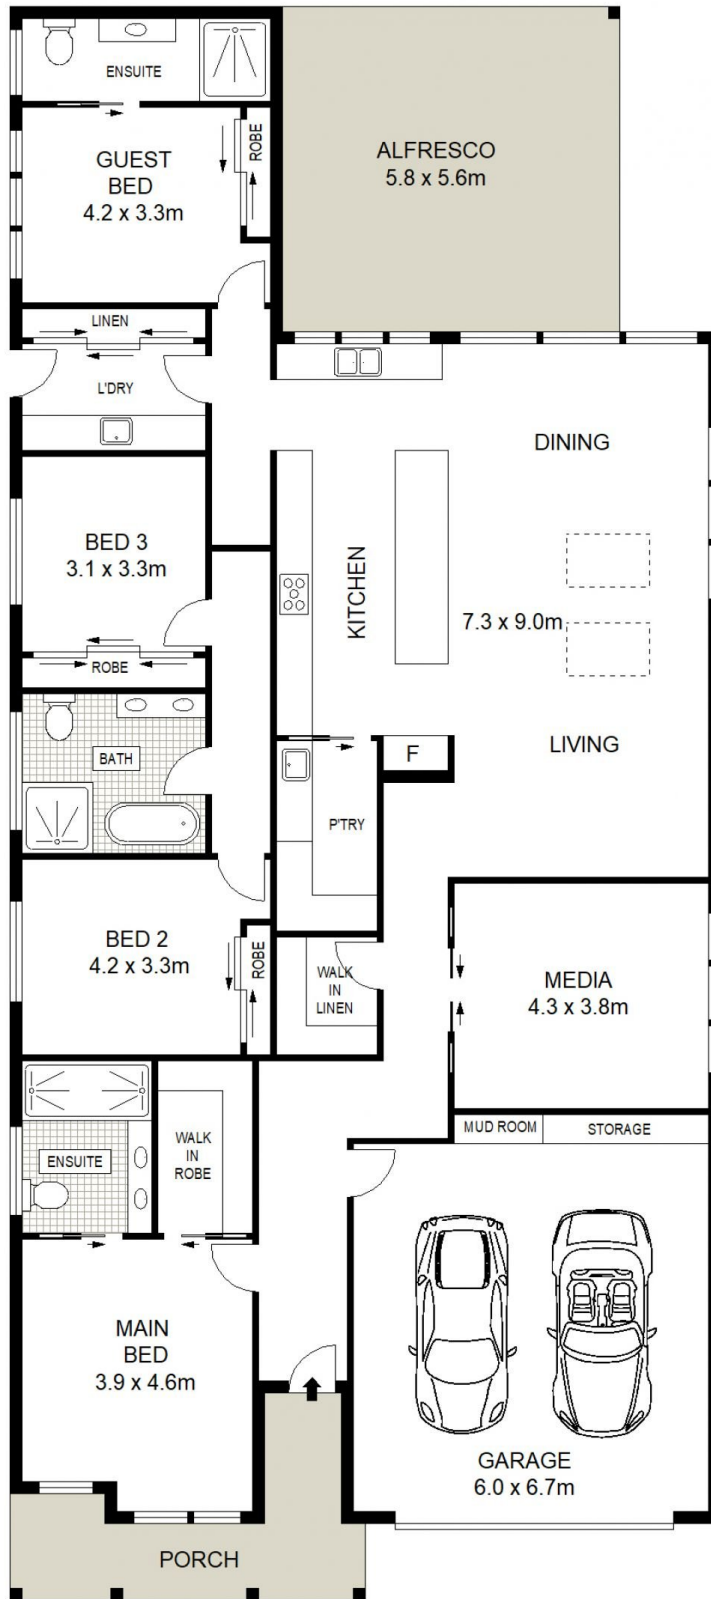 ENSUITE
GUEST
BED
4.2 x 3.3m
ROBE
ALFRESCO
5.8 x 5.6m
LINEN
L'DRY
DINING
BED 3
3.1 x 3.3m
ROBE
KITCHEN
7.3 x 9.0m
LIVING
BATH
F
P'TRY
BED 2
4.2 x 3.3m
ROBE
WALK
IN
LINEN
MEDIA
4.3 x 3.8m
MUD ROOM
STORAGE
ENSUITE
WALK
IN
ROBE
MAIN
BED
3.9 x 4.6m
GARAGE
6.0 x 6.7m
PORCH